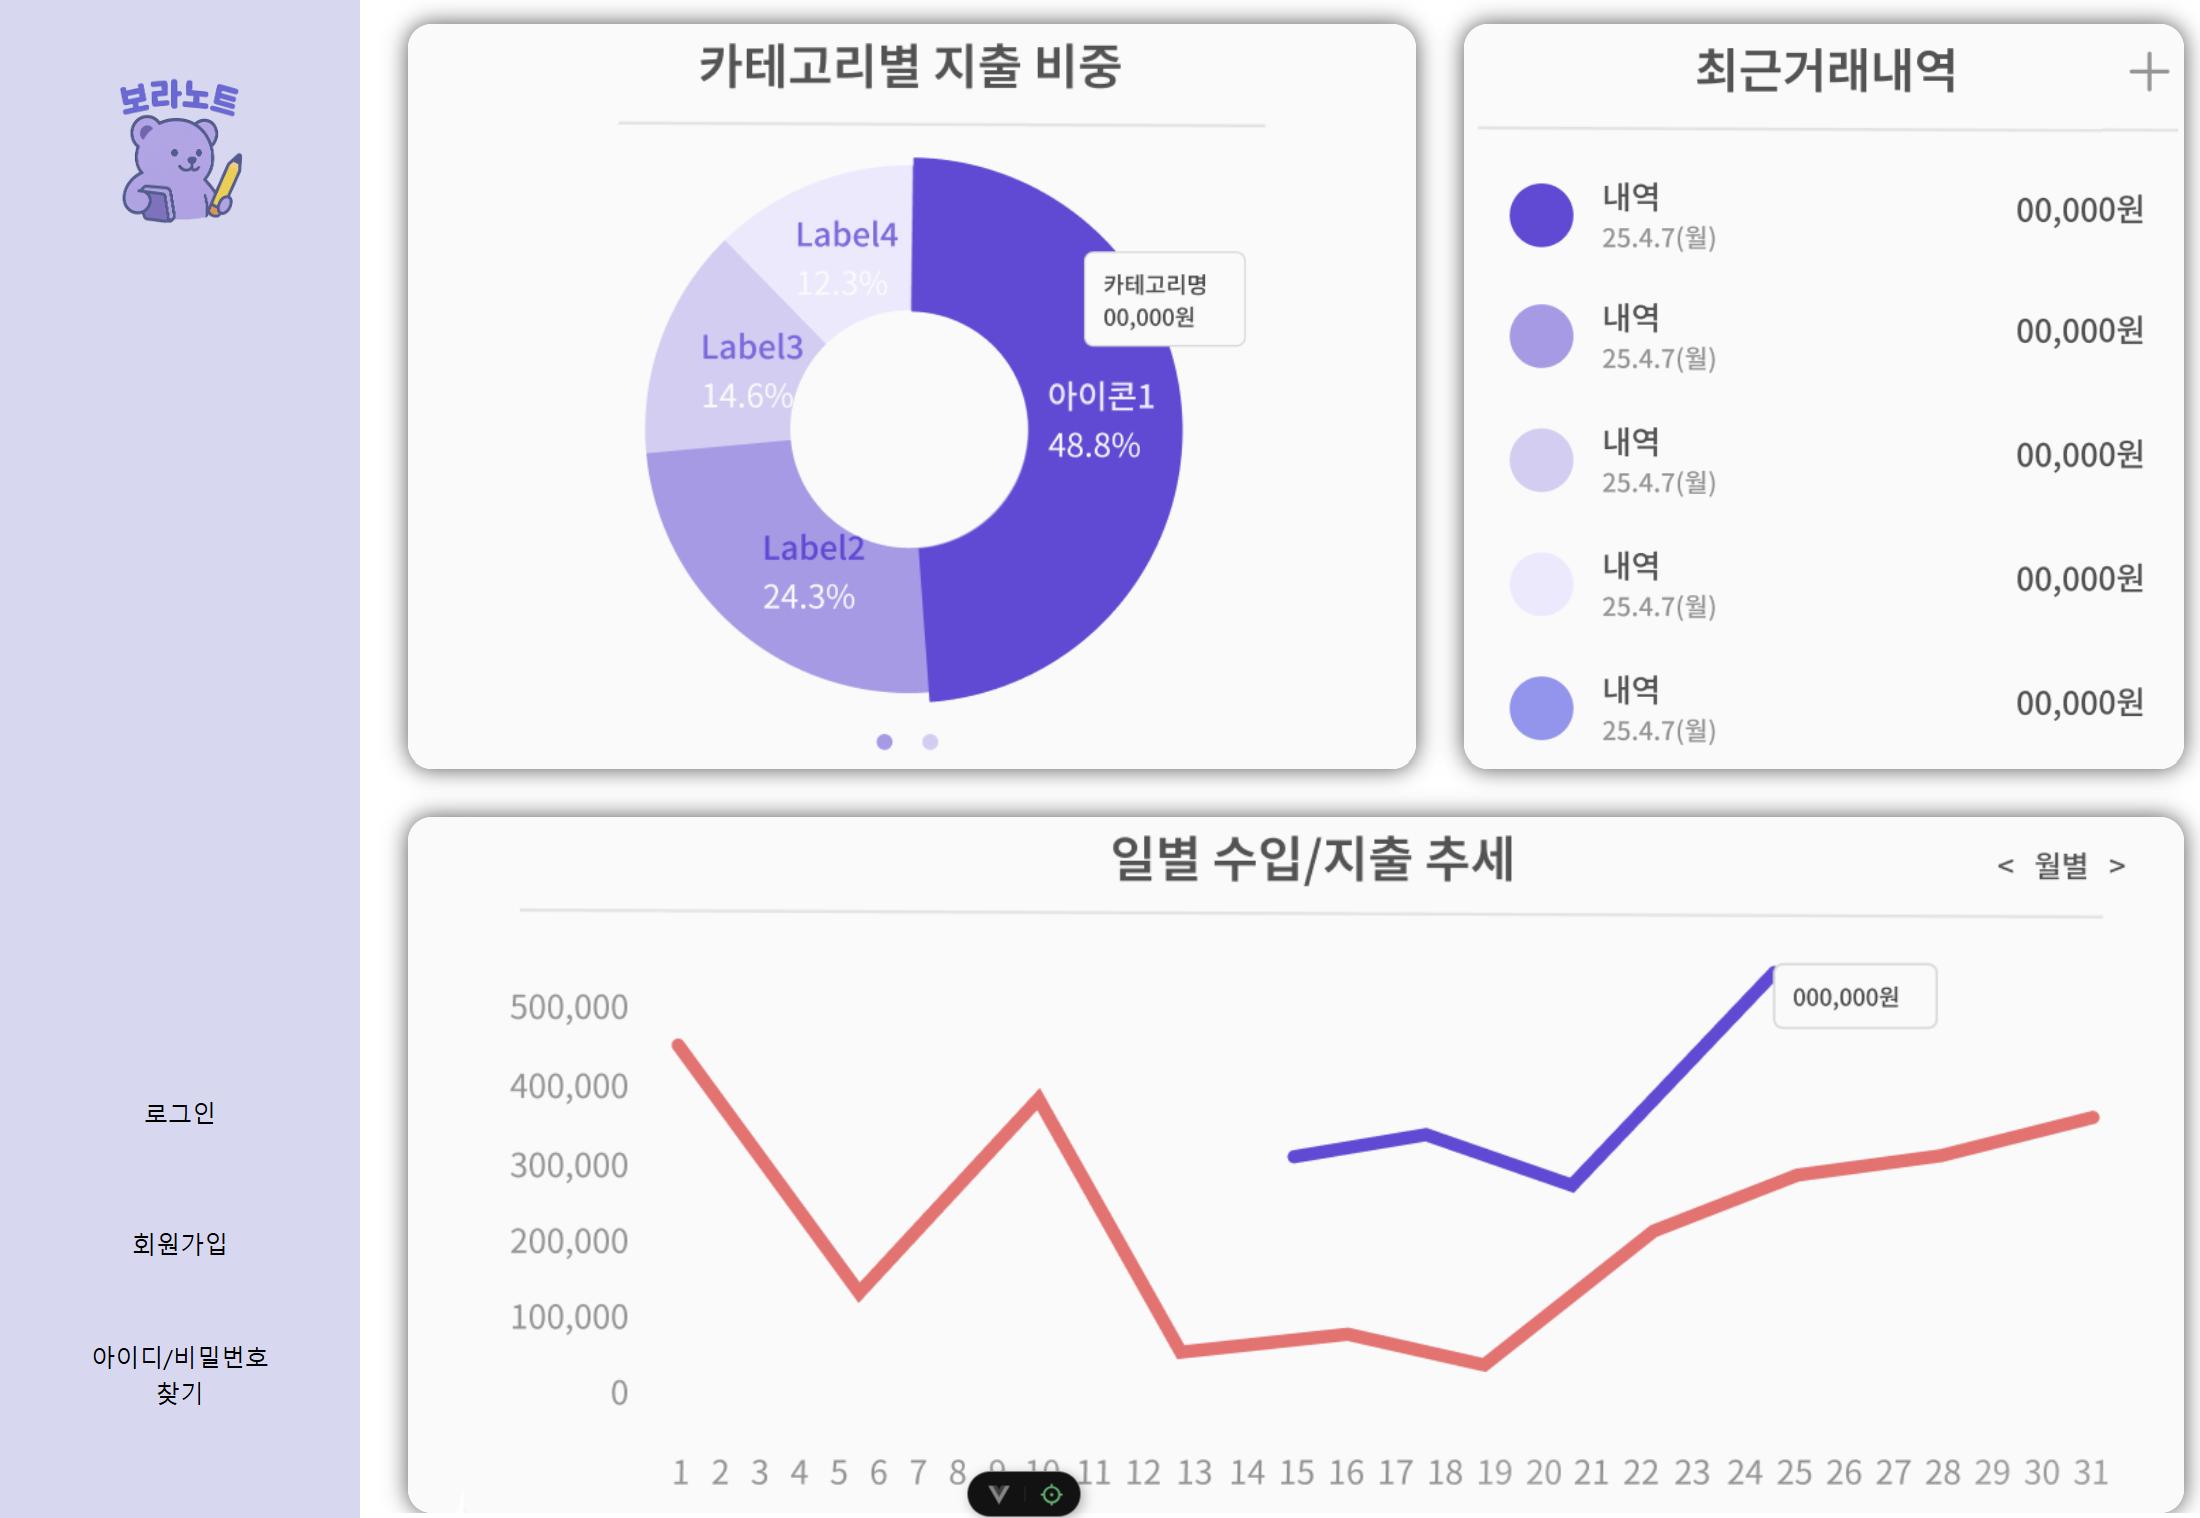 보라노트
로그인
회원가입
아이디/비밀번호
찾기
카테고리별 지출 비중
Label4
12.3%
Label3
14.6%
Label2
24.3%
아이콘1
48.8%
카테고리명
00,000원
최근거래내역
내역
25.4.7(월)
00,000원
내역
25.4.7(월)
00,000원
내역
25.4.7(월)
00,000원
내역
25.4.7(월)
00,000원
내역
25.4.7(월)
00,000원
일별 수입/지출 추세
< 월별 >
000,000원
500,000
400,000
300,000
200,000
100,000
0
1 2 3 4 5 6 7 8 9 10 11 12 13 14 15 16 17 18 19 20 21 22 23 24 25 26 27 28 29 30 31